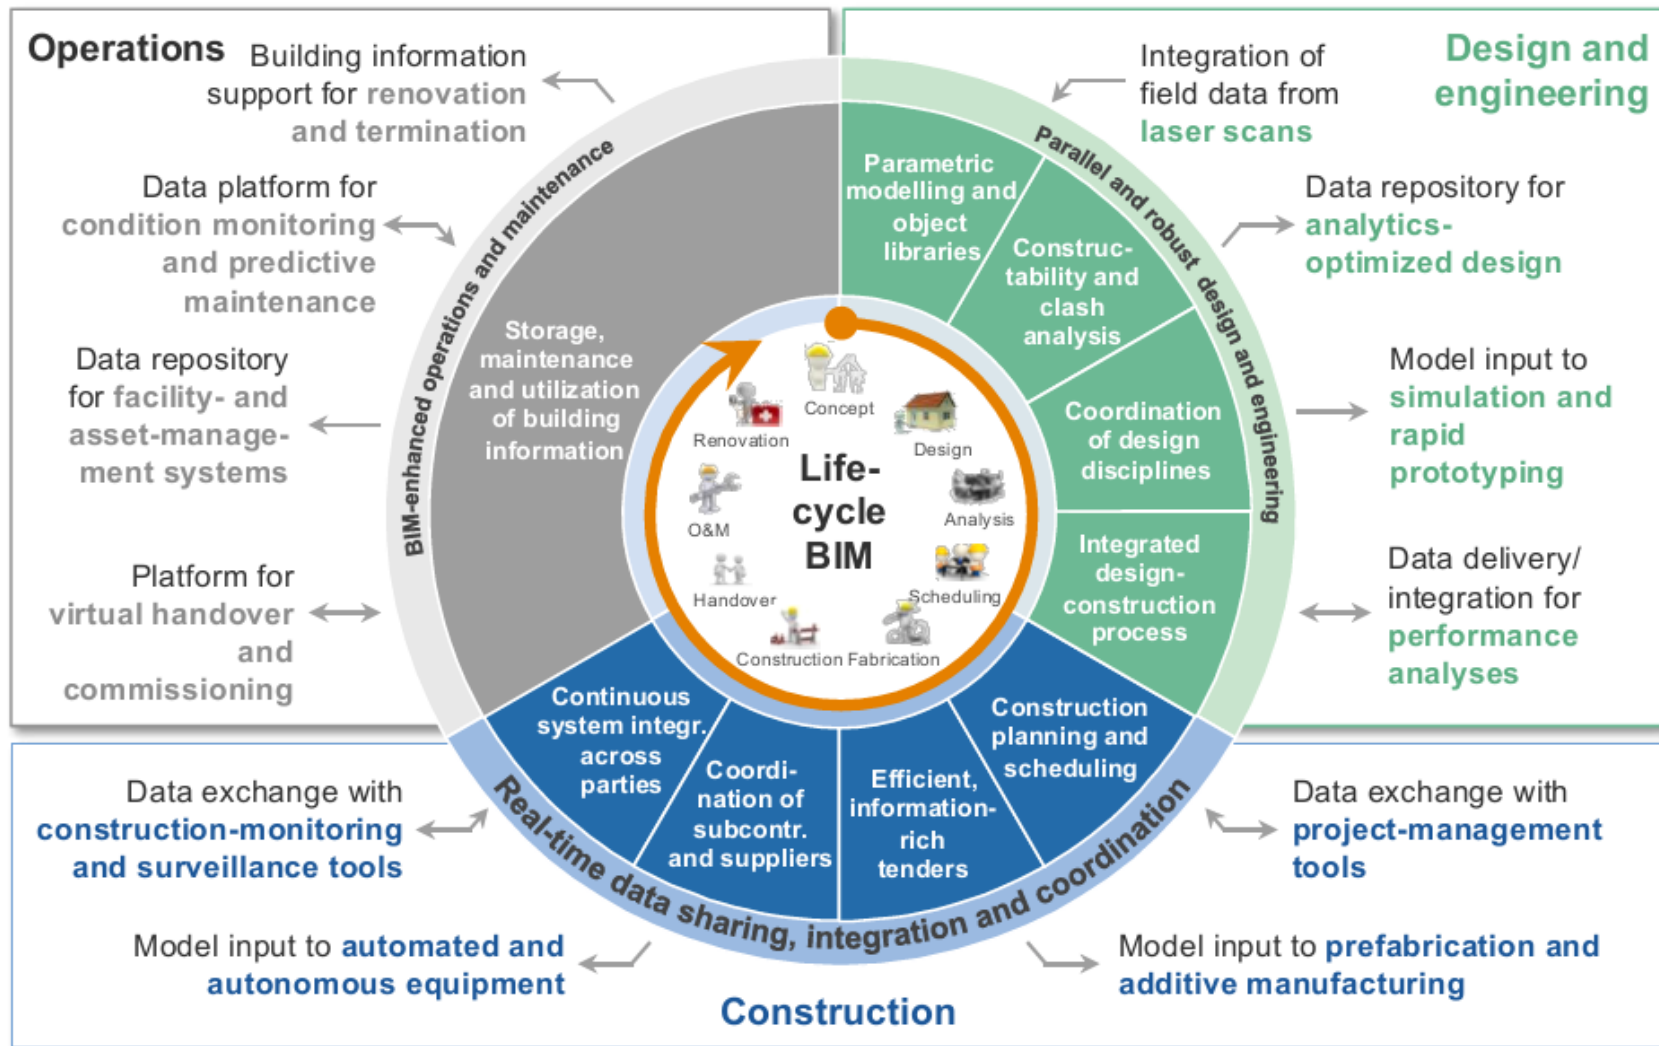 Operations
Building information
support for renovation
and termination
Data platform for
condition monitoring
and predictive
maintenance
Data repository
for facility- and
asset-manage-
ment systems
Platform for
virtual handover
and
commissioning
BIM-enhanced operations and maintenance
Storage,
maintenance
and utilization
of building
information
Design and
engineering
Integration of
field data from
laser scans
Data repository for
analytics-
optimized design
Model input to
simulation and
rapid
prototyping
Data delivery/
integration for
performance
analyses
Parallel and robust design and engineering
Parametric
modelling and
object
libraries
Construc-
tability and
clash
analysis
Coordination
of design
disciplines
Integrated
design-
construction
process
Life-
cycle
BIM
Concept
Design
Analysis
Scheduling
Fabrication
Construction
Handover
O&M
Renovation
Construction
planning and
scheduling
Efficient,
information-
rich
tenders
Coordi-
nation of
subcontr.
and suppliers
Continuous
system integr.
across
parties
Real-time data sharing, integration and coordination
Data exchange with
construction-monitoring
and surveillance tools
Model input to automated and
autonomous equipment
Data exchange with
project-management
tools
Model input to prefabrication and
additive manufacturing
Construction